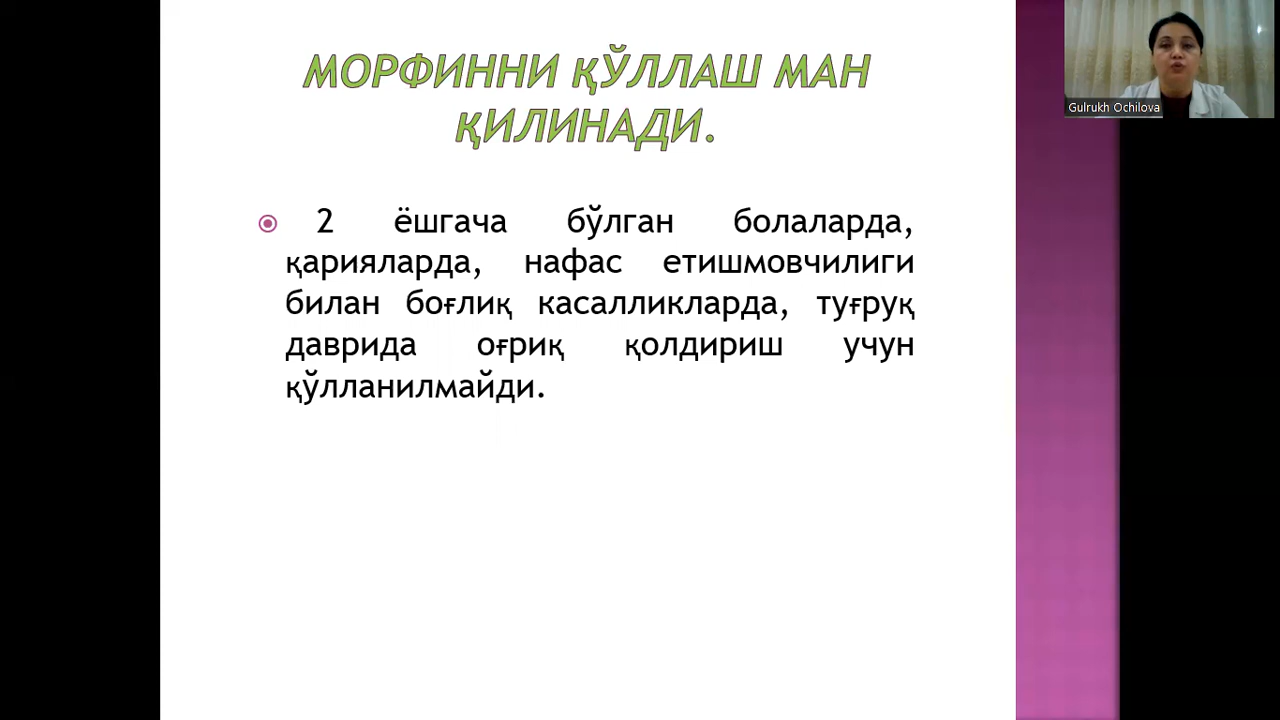 МОРФИННИ ҚЎЛЛАШ МАН
ҚИЛИНАДИ.
2 ёшгача бўлган болаларда,
қарияларда, нафас етишмовчилиги
билан боғлиқ касалликларда, туғруқ
даврида оғриқ қолдириш учун
қўлланилмайди.
Gulrukh Ochilova